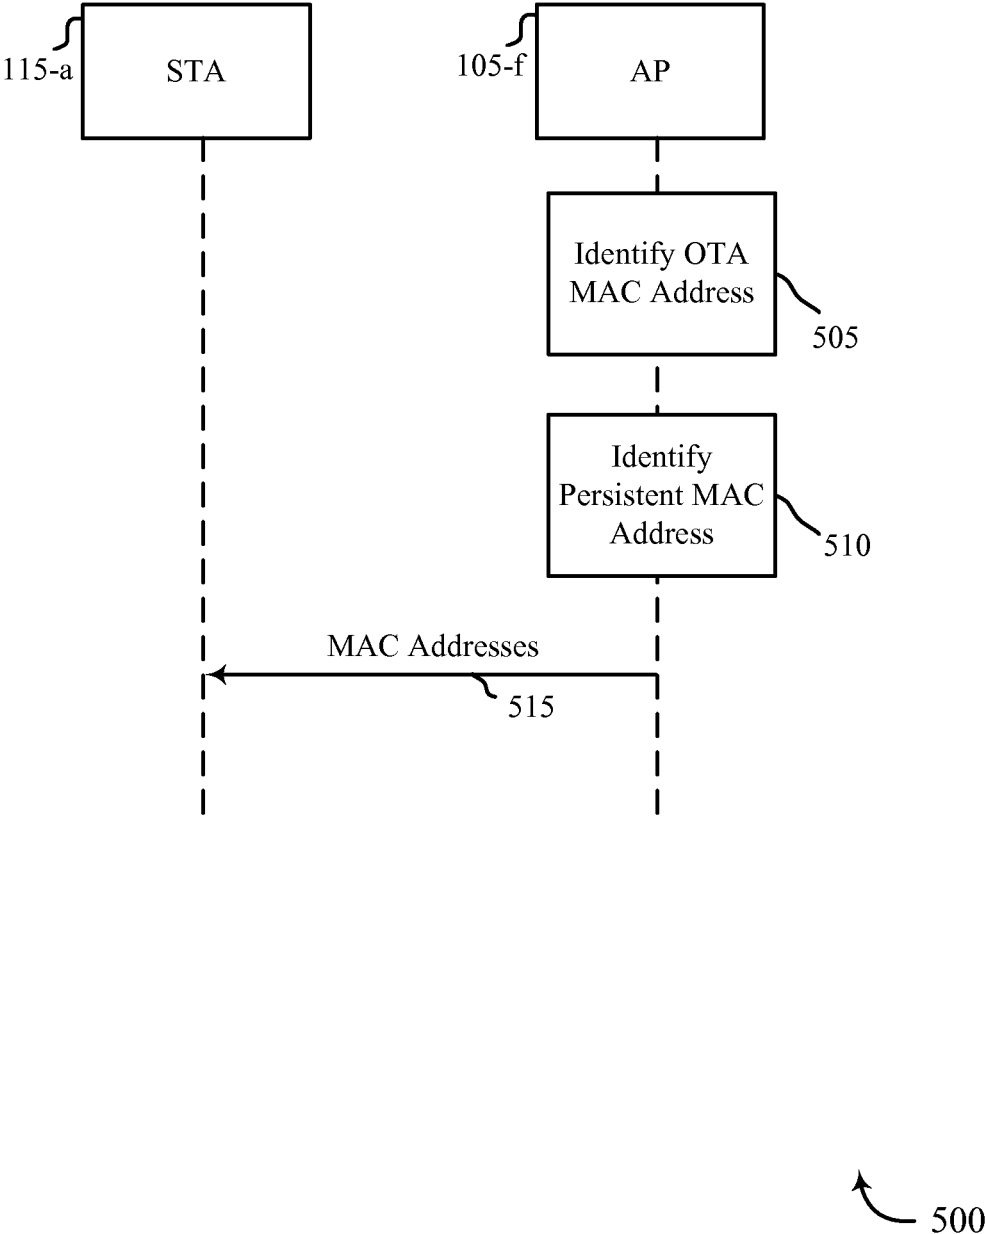 115-a
STA
105-f
AP
Identify OTA
MAC Address
505
Identify
Persistent MAC
Address
510
MAC Addresses
515
500